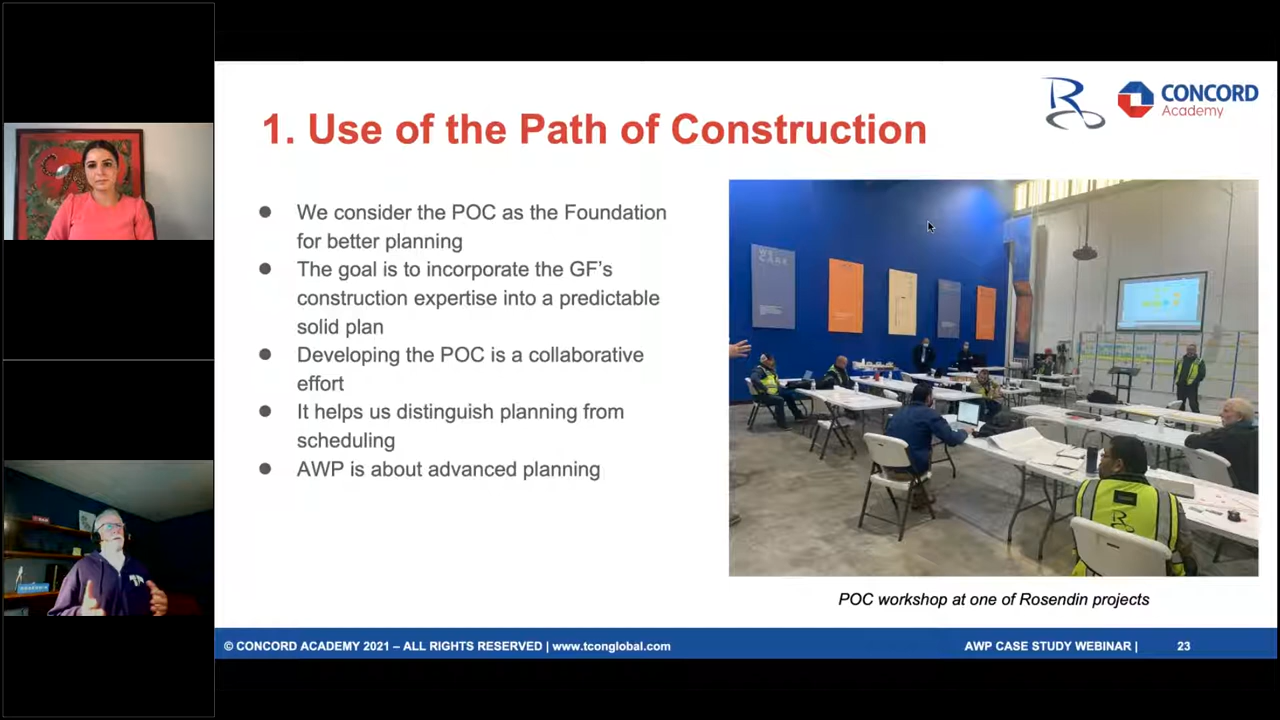 CONCORD
Academy
1. Use of the Path of Construction
● We consider the POC as the Foundation
for better planning
● The goal is to incorporate the GF’s
construction expertise into a predictable
solid plan
● Developing the POC is a collaborative
effort
● It helps us distinguish planning from
scheduling
● AWP is about advanced planning
WE
CARE
POC workshop at one of Rosendin projects
© CONCORD ACADEMY 2021 – ALL RIGHTS RESERVED | www.tconglobal.com
AWP CASE STUDY WEBINAR | 23